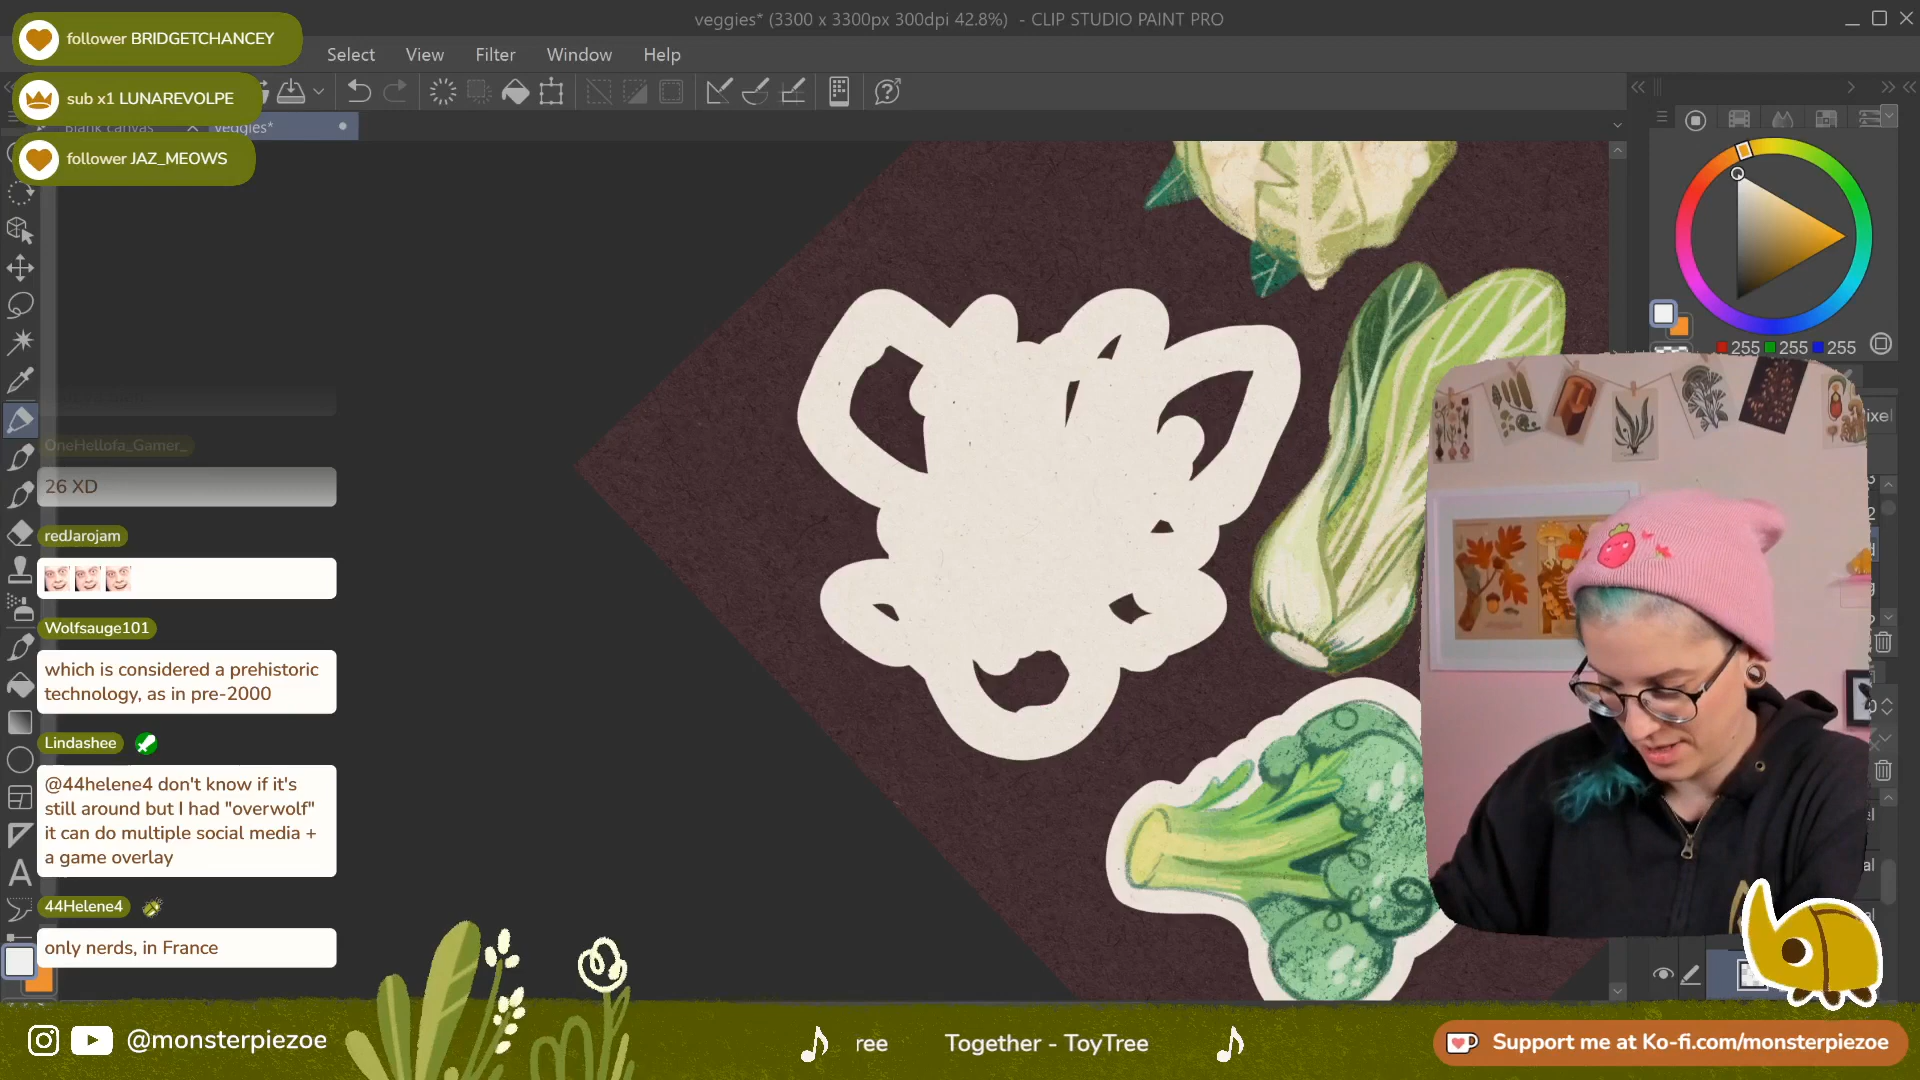 veggies* (3300 x 3300px 300dpi 42.8%) - CLIP STUDIO PAINT PRO
follower BRIDGETCHANCEY
Select View Filter Window Help
sub x1 LUNAREVOLPE
Blank canvas
veggies*
follower JAZ_MEOWS
255 255 255
ixel
OneHellofa_Gamer_
26 XD
redJarojam
Wolfsauge101
which is considered a prehistoric
technology, as in pre-2000
Lindashee
@44helene4 don't know if it's
still around but I had "overwolf"
it can do multiple social media +
a game overlay
44Helene4
only nerds, in France
@monsterpiezoe
ree
Together - ToyTree
Support me at Ko-fi.com/monsterpiezoe